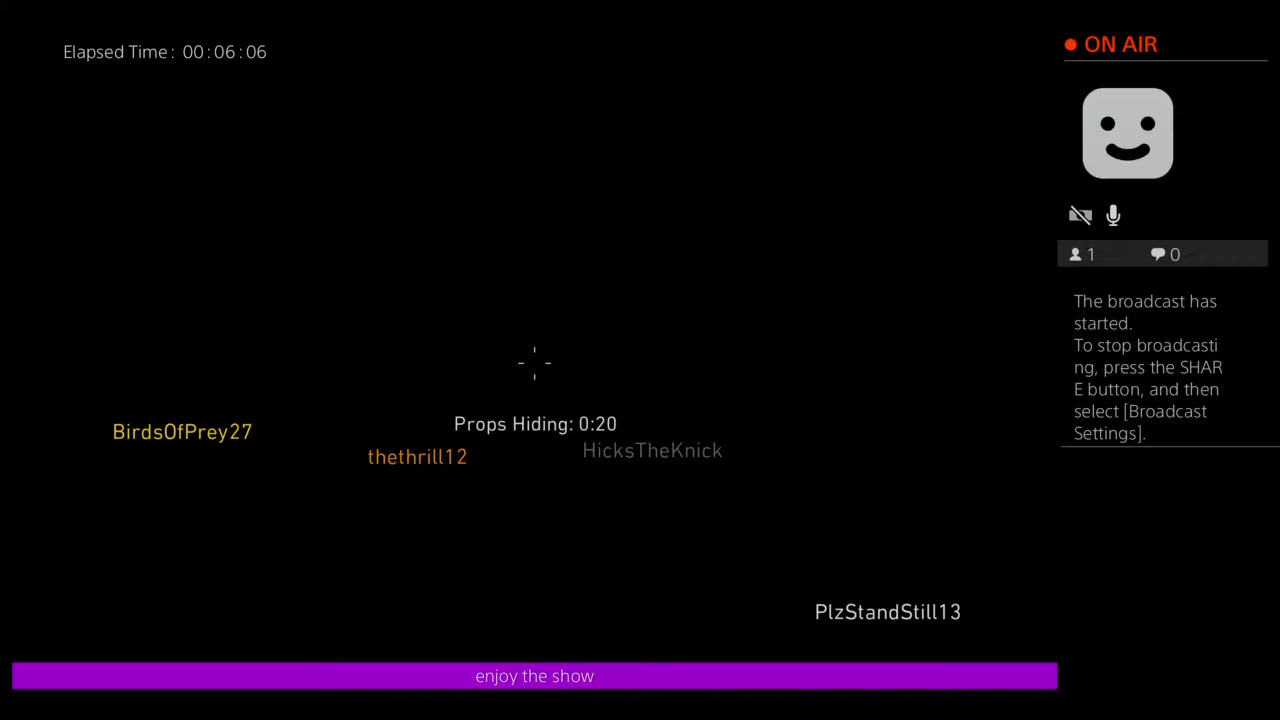 Elapsed Time: 00:06:06
ON AIR
1
0
The broadcast has
started.
To stop broadcasti
ng, press the SHAR
E button, and then
select [Broadcast
Settings].
Props Hiding: 0:20
BirdsOfPrey27
thethrill12
HicksTheKnick
PlzStandStill13
enjoy the show